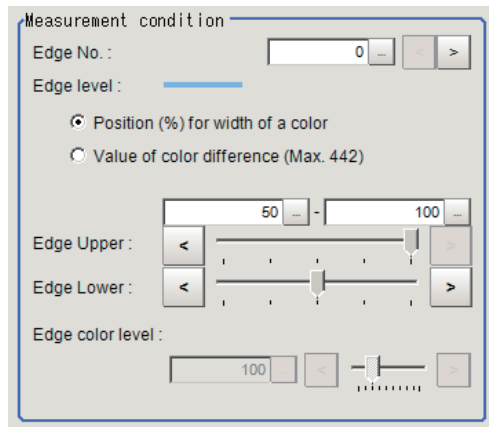 Measurement condition
Edge No. : 0 ... < >
Edge level :
Position (%) for width of a color
Value of color difference (Max. 442)
50 ... - 100 ...
Edge Upper : < >
Edge Lower : < >
Edge color level :
100 ... < >